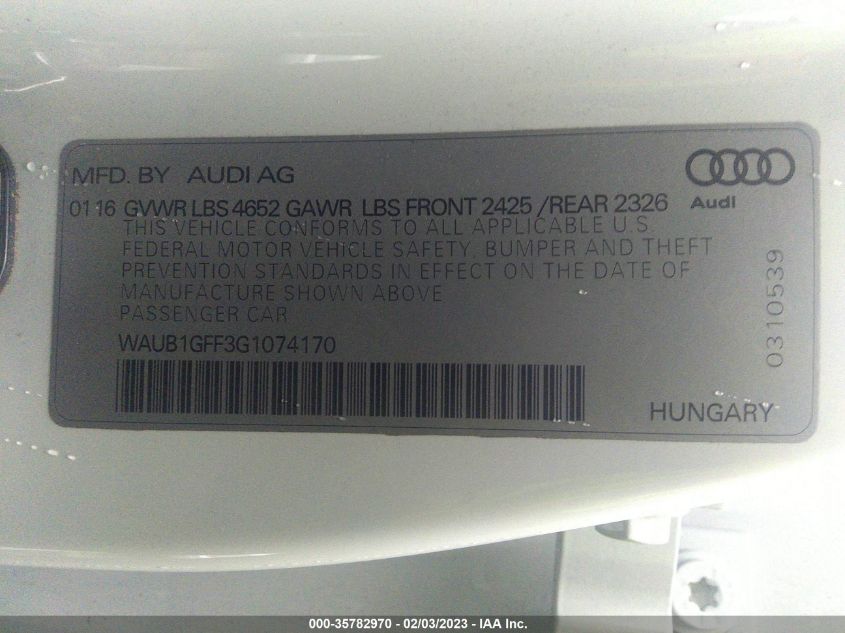 MFD. BY AUDI AG
0116 GVWR LBS 4652 GAWR LBS FRONT 2425 /REAR 2326
Audi
THIS VEHICLE CONFORMS TO ALL APPLICABLE U.S
FEDERAL MOTOR VEHICLE SAFETY, BUMPER AND THEFT
PREVENTION STANDARDS IN EFFECT ON THE DATE OF
MANUFACTURE SHOWN ABOVE
PASSENGER CAR
WAUB1GFF3G1074170
0310539
HUNGARY
000-35782970 - 02/03/2023 - IAA Inc.